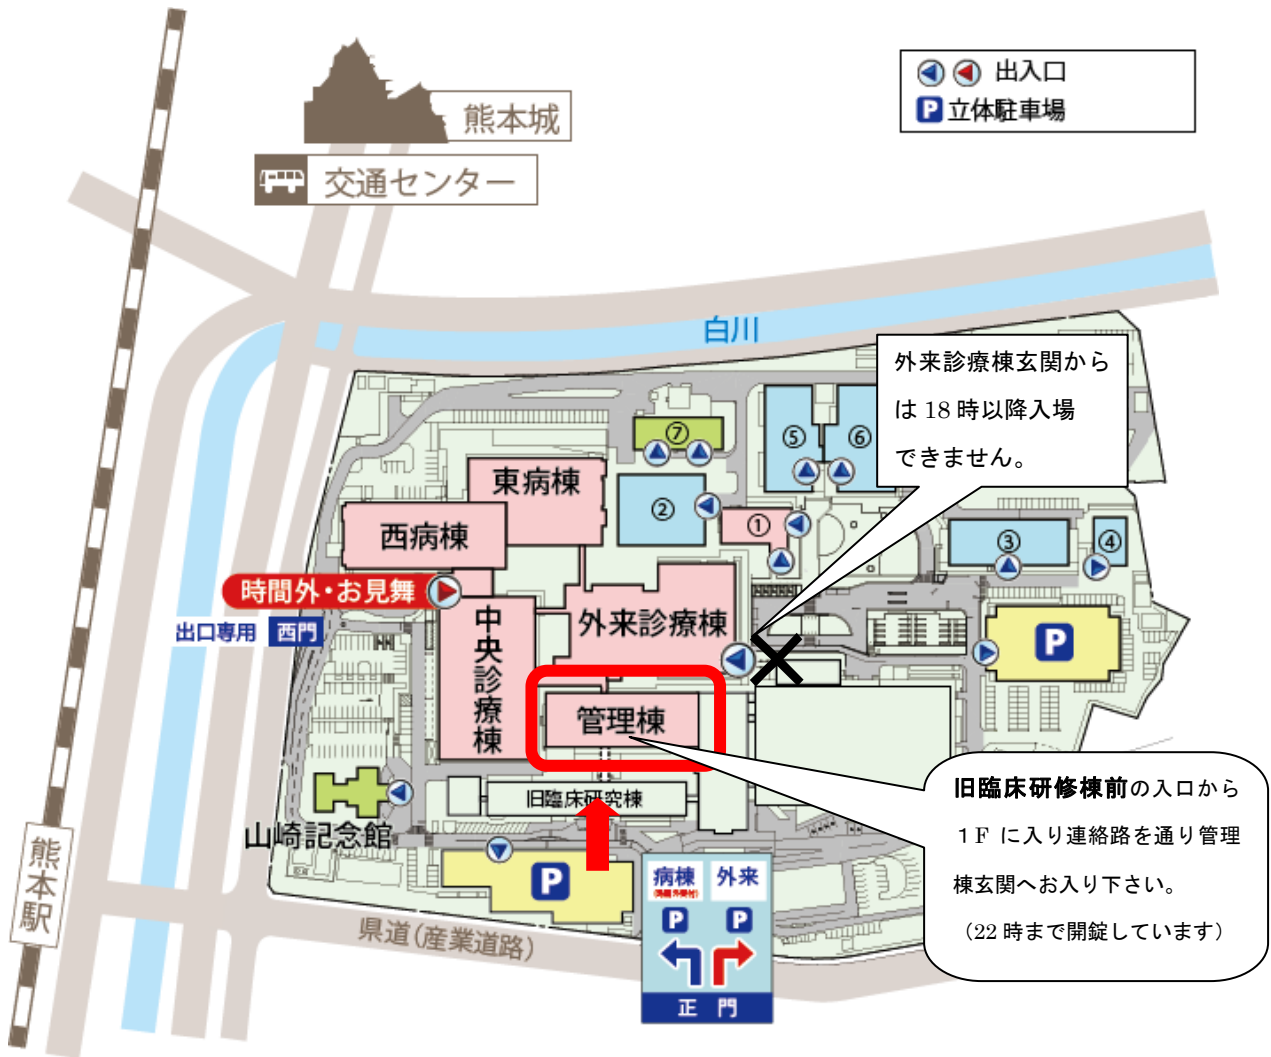 出入口
P 立体駐車場
熊本城
交通センター
白川
外来診療棟玄関から
は 18 時以降入場
できません。
⑦
⑤
⑥
東病棟
②
①
西病棟
③
④
時間外・お見舞
外来診療棟
中央診療棟
出口専用 西門
P
管理棟
旧臨床研究棟
旧臨床研修棟前の入口から
１F に入り連絡路を通り管理
棟玄関へお入り下さい。
（22 時まで開錠しています）
山崎記念館
熊本駅
P
病棟 外来
P P
正 門
県道(産業道路)